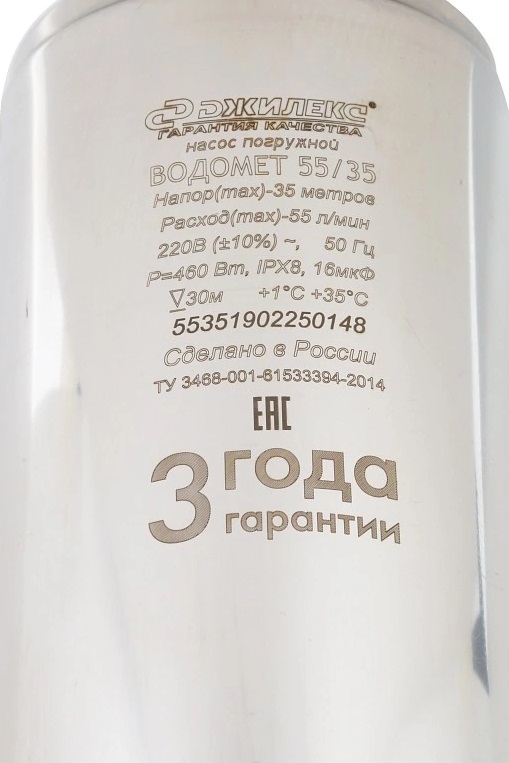 ДЖИЛЕКС®
ГАРАНТИЯ КАЧЕСТВА
насос погружной
ВОДОМЕТ 55/35
Напор(max)-35 метров
Расход(max)-55 л/мин
220В (±10%) ~, 50 Гц
P=460 Вт, IPX8, 16мкФ
▽30м +1°C +35°C
55351902250148
Сделано в России
ТУ 3468-001-61533394-2014
ЕАС
3 года
гарантии